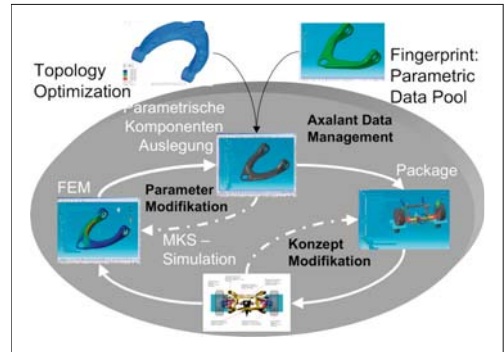 Topology
Optimization
Fingerprint:
Parametric
Data Pool
Parametrische
Komponenten
Auslegung
Axalant Data
Management
Package
FEM
Parameter
Modifikation
MKS –
Simulation
Konzept
Modifikation